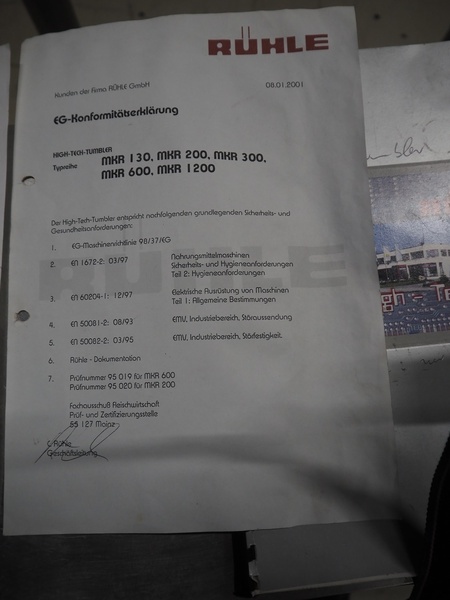 RÜHLE
Kunden der Firma RÜHLE GmbH
08.01.2001
EG-Konformitätserklärung
HIGH-TECH-TUMBLER
Typreihe MKR 130, MKR 200, MKR 300,
MKR 600, MKR 1200
Der High-Tech-Tumbler entspricht nachfolgenden grundlegenden Sicherheits- und
Gesundheitsanforderungen:
1. EG-Maschinenrichtlinie 98/37/EG
2. EN 1672-2: 03/97 Nahrungsmittelmaschinen
Sicherheits- und Hygieneanforderungen
Teil 2: Hygieneanforderungen
3. EN 60204-1: 12/97 Elektrische Ausrüstung von Maschinen
Teil 1: Allgemeine Bestimmungen
4. EN 50081-2: 08/93 EMV, Industriebereich, Störaussendung
5. EN 50082-2: 03/95 EMV, Industriebereich, Störfestigkeit.
6. Rühle - Dokumentation
7. Prüfnummer 95 019 für MKR 600
Prüfnummer 95 020 für MKR 200
Fachausschuß Fleischwirtschaft
Prüf- und Zertifizierungsstelle
55 127 Mainz
C. Rühle
Geschäftsleitung